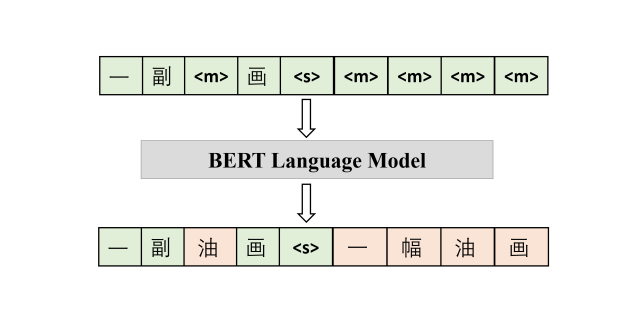 一 副 <m> 画 <s> <m> <m> <m> <m>
BERT Language Model
一 副 油 画 <s> 一 幅 油 画